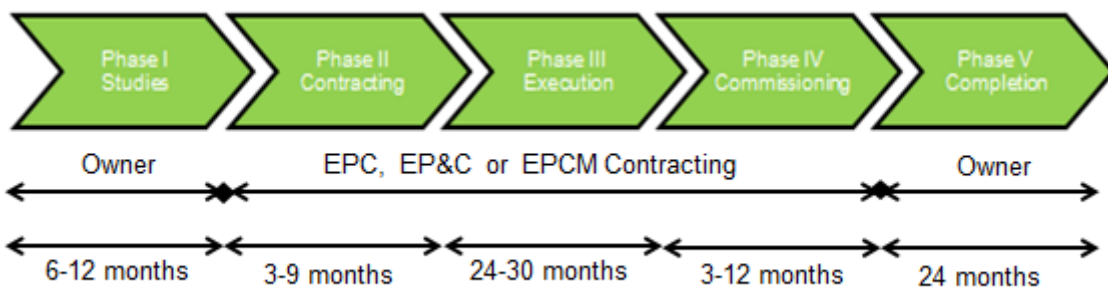 Phase I
Studies
Phase II
Contracting
Phase III
Execution
Phase IV
Commissioning
Phase V
Completion
Owner
EPC, EP&C or EPCM Contracting
Owner
6-12 months
3-9 months
24-30 months
3-12 months
24 months